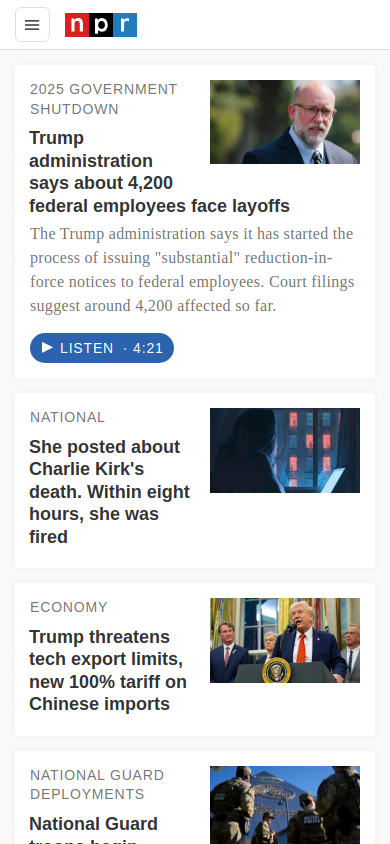 npr
2025 GOVERNMENT
SHUTDOWN
Trump
administration
says about 4,200
federal employees face layoffs
The Trump administration says it has started the
process of issuing "substantial" reduction-in-
force notices to federal employees. Court filings
suggest around 4,200 affected so far.
LISTEN · 4:21
NATIONAL
She posted about
Charlie Kirk's
death. Within eight
hours, she was
fired
ECONOMY
Trump threatens
tech export limits,
new 100% tariff on
Chinese imports
NATIONAL GUARD
DEPLOYMENTS
National Guard
troops begin